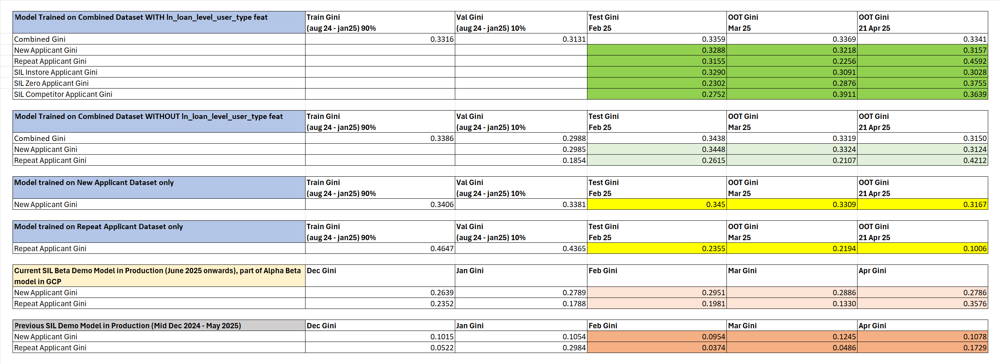 Model Trained on Combined Dataset WITH ln_loan_level_user_type feat Train Gini Val Gini Test Gini OOT Gini OOT Gini
(aug 24 - jan25) 90% (aug 24 - jan25) 10% Feb 25 Mar 25 21 Apr 25
Combined Gini 0.3316 0.3131 0.3359 0.3369 0.3341
New Applicant Gini 0.3288 0.3218 0.3157
Repeat Applicant Gini 0.3155 0.2256 0.4592
SIL Instore Applicant Gini 0.3290 0.3091 0.3028
SIL Zero Applicant Gini 0.2302 0.2876 0.3755
SIL Competitor Applicant Gini 0.2752 0.3911 0.3639
Model Trained on Combined Dataset WITHOUT ln_loan_level_user_type feat Train Gini Val Gini Test Gini OOT Gini OOT Gini
(aug 24 - jan25) 90% (aug 24 - jan25) 10% Feb 25 Mar 25 21 Apr 25
Combined Gini 0.3386 0.2988 0.3438 0.3319 0.3150
New Applicant Gini 0.2985 0.3448 0.3324 0.3124
Repeat Applicant Gini 0.1854 0.2615 0.2107 0.4212
Model trained on New Applicant Dataset only Train Gini Val Gini Test Gini OOT Gini OOT Gini
(aug 24 - jan25) 90% (aug 24 - jan25) 10% Feb 25 Mar 25 21 Apr 25
New Applicant Gini 0.3406 0.3381 0.345 0.3309 0.3167
Model trained on Repeat Applicant Dataset only Train Gini Val Gini Test Gini OOT Gini OOT Gini
(aug 24 - jan25) 90% (aug 24 - jan25) 10% Feb 25 Mar 25 21 Apr 25
Repeat Applicant Gini 0.4647 0.4365 0.2355 0.2194 0.1006
Current SIL Beta Demo Model in Production (June 2025 onwards), part of Alpha Beta Dec Gini Jan Gini Feb Gini Mar Gini Apr Gini
model in GCP
New Applicant Gini 0.2639 0.2789 0.2951 0.2886 0.2786
Repeat Applicant Gini 0.2352 0.1788 0.1981 0.1330 0.3576
Previous SIL Demo Model in Production (Mid Dec 2024 - May 2025) Dec Gini Jan Gini Feb Gini Mar Gini Apr Gini
New Applicant Gini 0.1015 0.1054 0.0954 0.1245 0.1078
Repeat Applicant Gini 0.0522 0.2984 0.0374 0.0486 0.1729